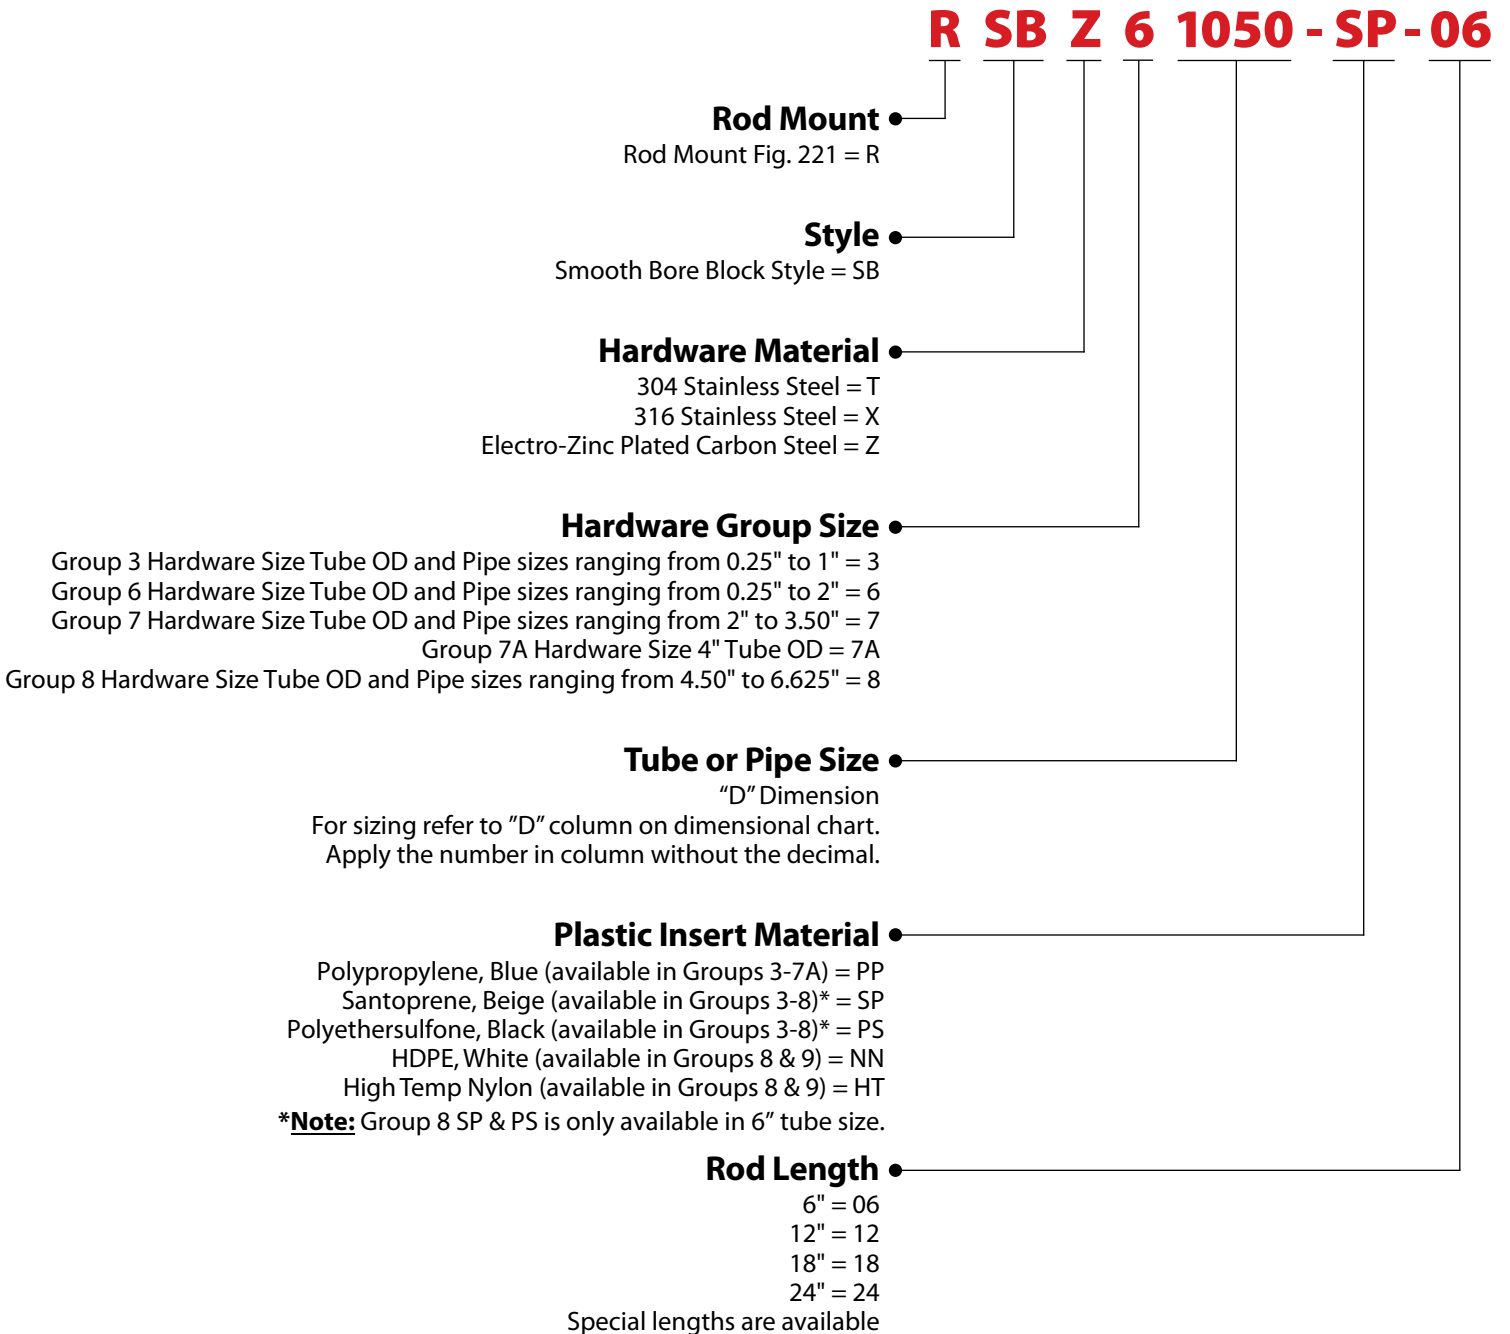 R SB Z 6 1050 - SP - 06
Rod Mount
Rod Mount Fig. 221 = R
Style
Smooth Bore Block Style = SB
Hardware Material
304 Stainless Steel = T
316 Stainless Steel = X
Electro-Zinc Plated Carbon Steel = Z
Hardware Group Size
Group 3 Hardware Size Tube OD and Pipe sizes ranging from 0.25" to 1" = 3
Group 6 Hardware Size Tube OD and Pipe sizes ranging from 0.25" to 2" = 6
Group 7 Hardware Size Tube OD and Pipe sizes ranging from 2" to 3.50" = 7
Group 7A Hardware Size 4" Tube OD = 7A
Group 8 Hardware Size Tube OD and Pipe sizes ranging from 4.50" to 6.625" = 8
Tube or Pipe Size
“D” Dimension
For sizing refer to ”D” column on dimensional chart.
Apply the number in column without the decimal.
Plastic Insert Material
Polypropylene, Blue (available in Groups 3-7A) = PP
Santoprene, Beige (available in Groups 3-8)* = SP
Polyethersulfone, Black (available in Groups 3-8)* = PS
HDPE, White (available in Groups 8 & 9) = NN
High Temp Nylon (available in Groups 8 & 9) = HT
*Note: Group 8 SP & PS is only available in 6” tube size.
Rod Length
6" = 06
12" = 12
18" = 18
24" = 24
Special lengths are available